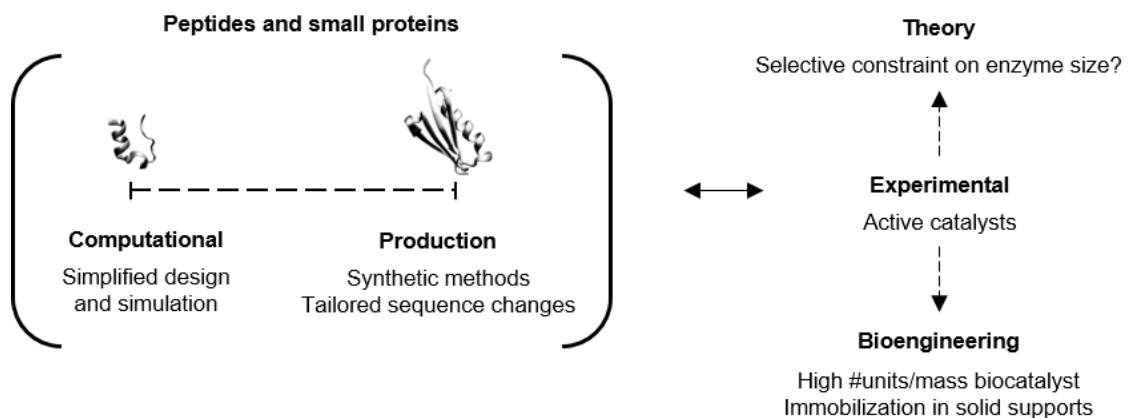 Peptides and small proteins
Computational
Simplified design
and simulation
Production
Synthetic methods
Tailored sequence changes
Theory
Selective constraint on enzyme size?
Experimental
Active catalysts
Bioengineering
High #units/mass biocatalyst
Immobilization in solid supports